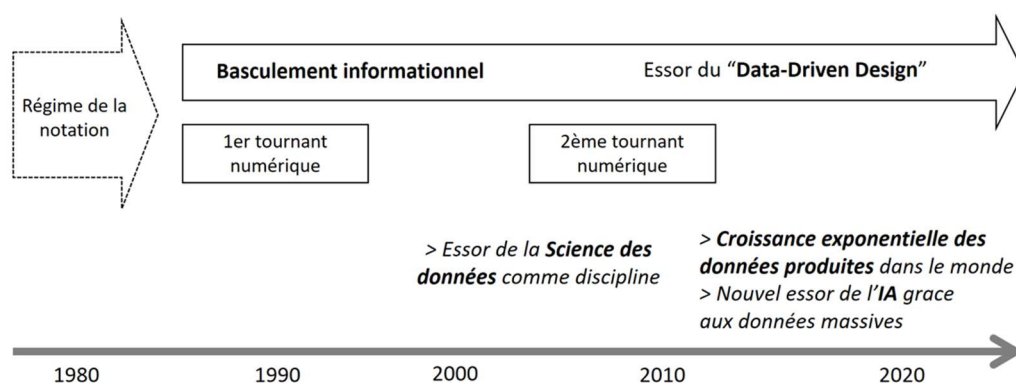 Régime de la
notation
Basculement informationnel
Essor du “Data-Driven Design”
1er tournant
numérique
2ème tournant
numérique
> Essor de la Science des
données comme discipline
> Croissance exponentielle des
données produites dans le monde
> Nouvel essor de l’IA grace
aux données massives
1980
1990
2000
2010
2020